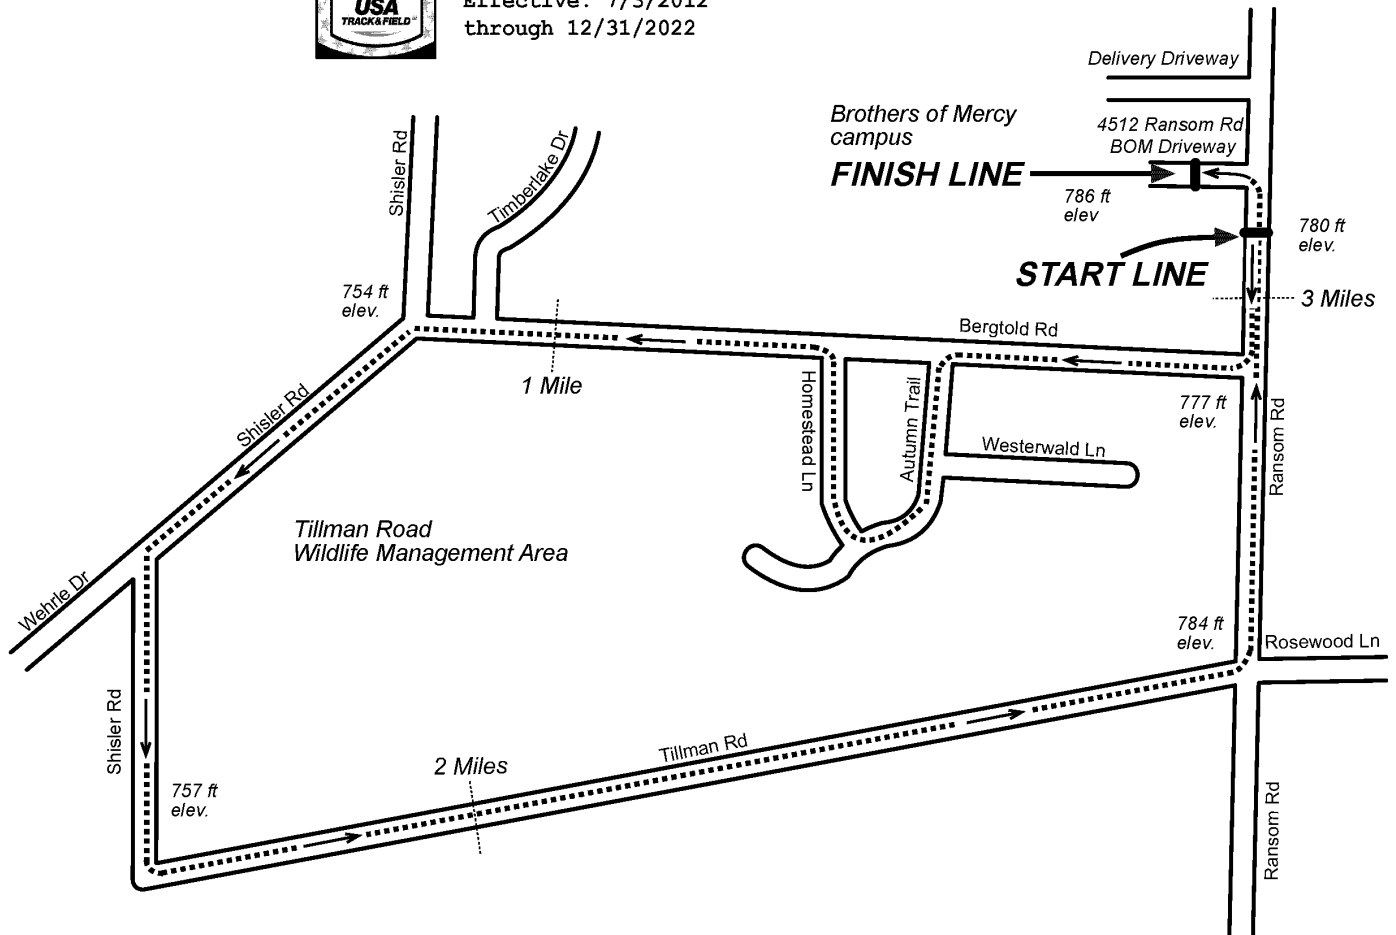 USA
TRACK & FIELD
Effective: 7/3/2012
through 12/31/2022
Delivery Driveway
Brothers of Mercy
campus
4512 Ransom Rd
BOM Driveway
FINISH LINE
786 ft
elev
780 ft
elev.
START LINE
3 Miles
Shisler Rd
Timberlake Dr
754 ft
elev.
Bergtold Rd
1 Mile
777 ft
elev.
Homestead Ln
Autumn Trail
Westerwald Ln
Ransom Rd
Shisler Rd
Tillman Road
Wildlife Management Area
Wehrle Dr
784 ft
elev.
Rosewood Ln
Shisler Rd
757 ft
elev.
2 Miles
Tillman Rd
Ransom Rd